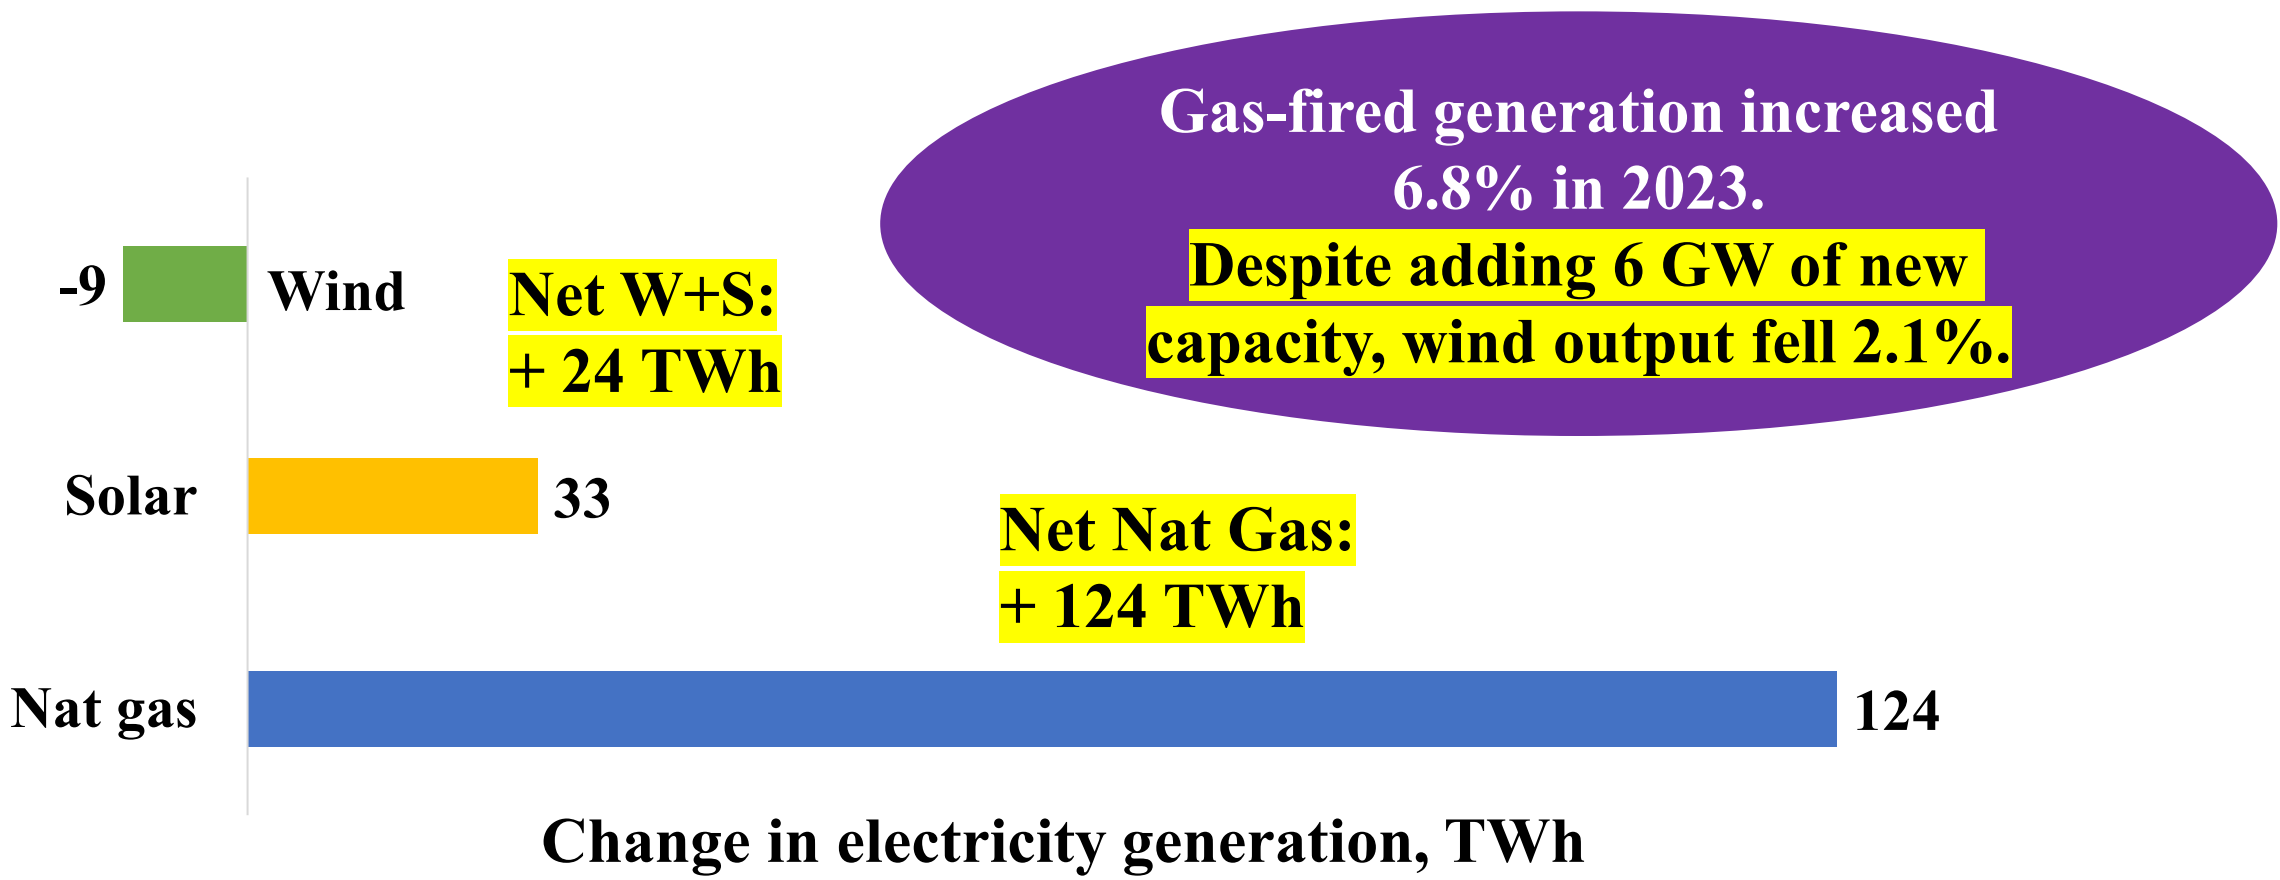 Gas-fired generation increased
6.8% in 2023.
Despite adding 6 GW of new
capacity, wind output fell 2.1%.
-9
Wind
Net W+S:
+ 24 TWh
Solar
33
Net Nat Gas:
+ 124 TWh
Nat gas
124
Change in electricity generation, TWh